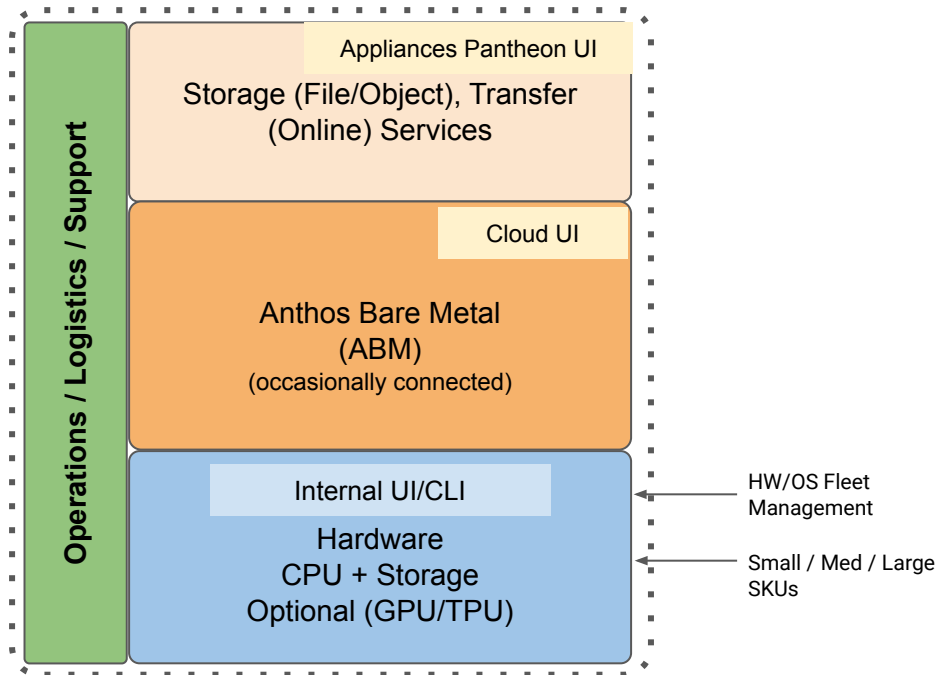 Operations / Logistics / Support
Appliances Pantheon UI
Storage (File/Object), Transfer
(Online) Services
Cloud UI
Anthos Bare Metal
(ABM)
(occasionally connected)
Internal UI/CLI
Hardware
CPU + Storage
Optional (GPU/TPU)
HW/OS Fleet
Management
Small / Med / Large
SKUs